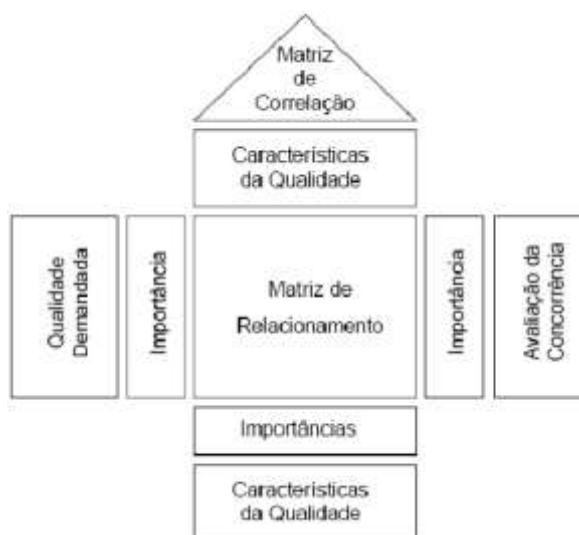 Matriz
de
Correlação
Características
da Qualidade
Qualidade
Demandada
Importância
Matriz de
Relacionamento
Importância
Avaliação da
Concorrência
Importâncias
Características
da Qualidade